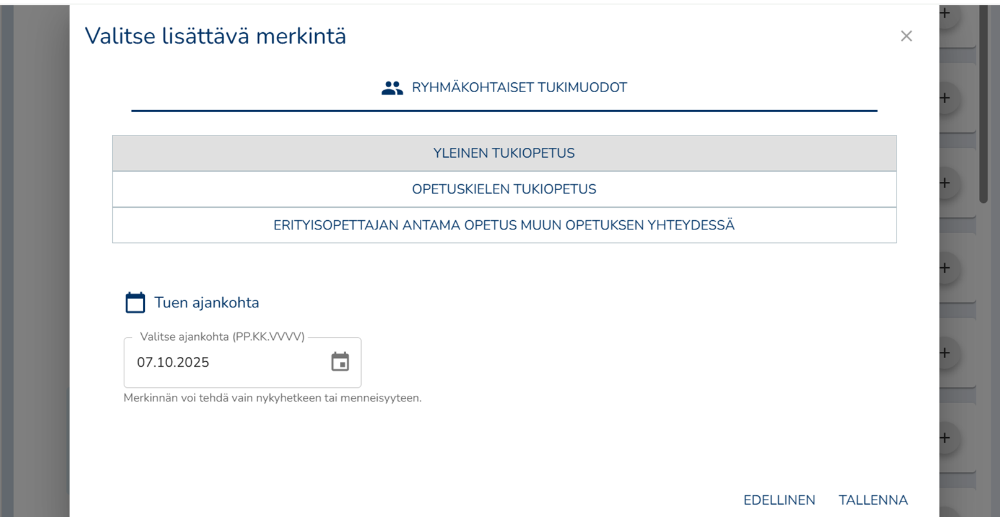 Valitse lisättävä merkintä
RYHMÄKOHTAISET TUKIMUODOT
YLEINEN TUKIOPETUS
OPETUSKIELEN TUKIOPETUS
ERITYISOPETTAJAN ANTAMA OPETUS MUUN OPETUKSEN YHTEYDESSÄ
Tuen ajankohta
Valitse ajankohta (PP.KK.VVVV)
07.10.2025
Merkinnän voi tehdä vain nykyhetkeen tai menneisyyteen.
EDELLINEN TALLENNA